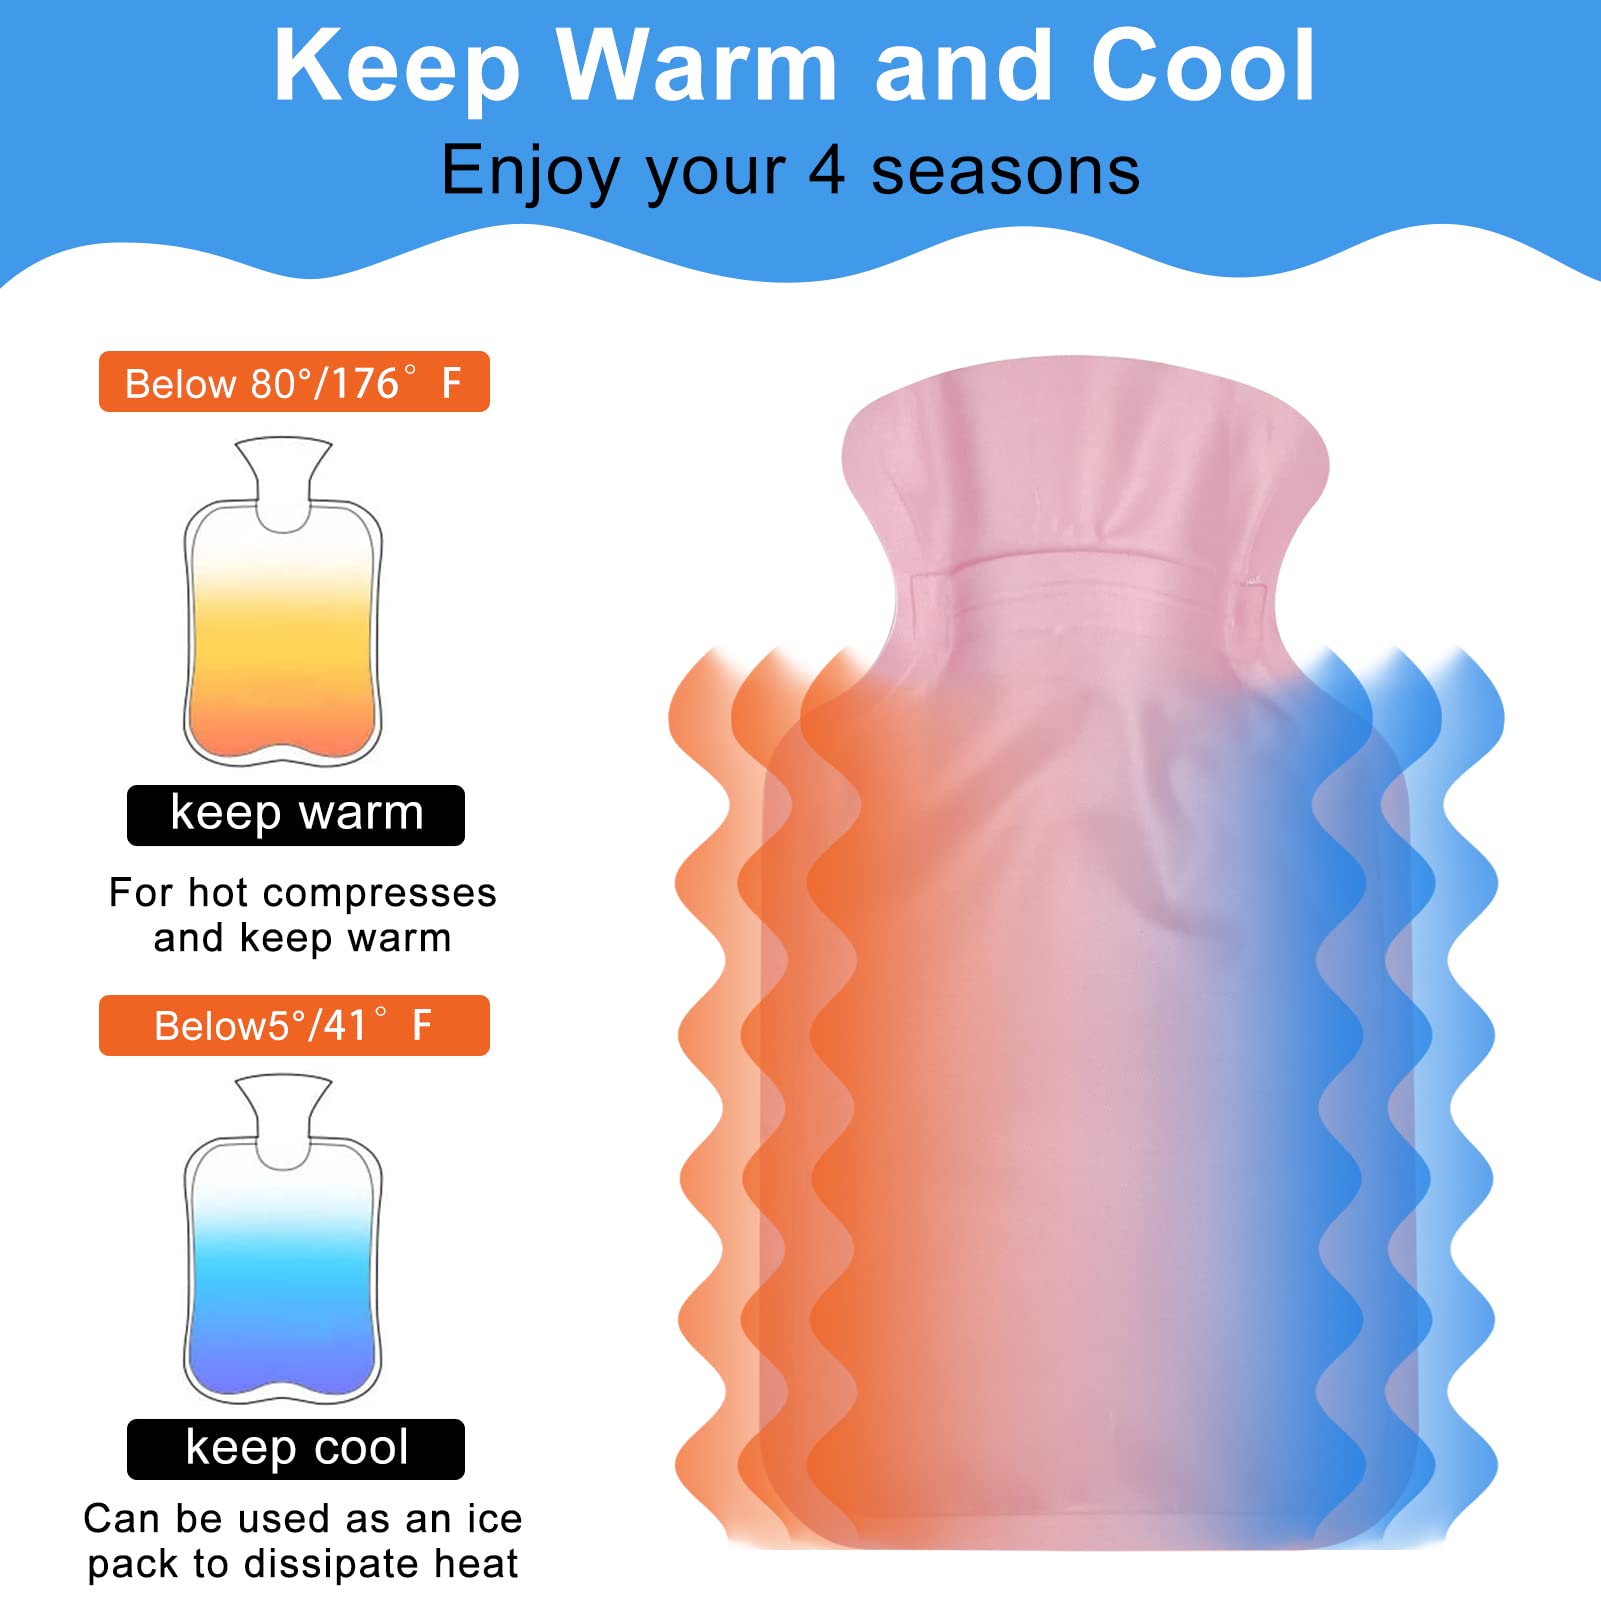 Keep Warm and Cool
Enjoy your 4 seasons
Below 80°/176° F
keep warm
For hot compresses
and keep warm
Below5°/41° F
keep cool
Can be used as an ice
pack to dissipate heat